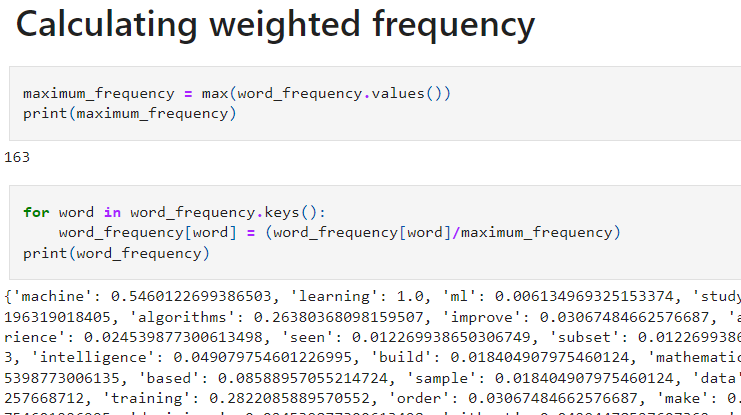 Calculating weighted frequency
maximum_frequency = max(word_frequency.values())
print(maximum_frequency)
163
for word in word_frequency.keys():
    word_frequency[word] = (word_frequency[word]/maximum_frequency)
print(word_frequency)
{'machine': 0.5460122699386503, 'learning': 1.0, 'ml': 0.006134969325153374, 'study
196319018405, 'algorithms': 0.26380368098159507, 'improve': 0.03067484662576687, 'a
rience': 0.024539877300613498, 'seen': 0.012269938650306749, 'subset': 0.0122699386
3, 'intelligence': 0.049079754601226995, 'build': 0.018404907975460124, 'mathematic
5398773006135, 'based': 0.08588957055214724, 'sample': 0.018404907975460124, 'data'
257668712, 'training': 0.2822085889570552, 'order': 0.03067484662576687, 'make': 0.